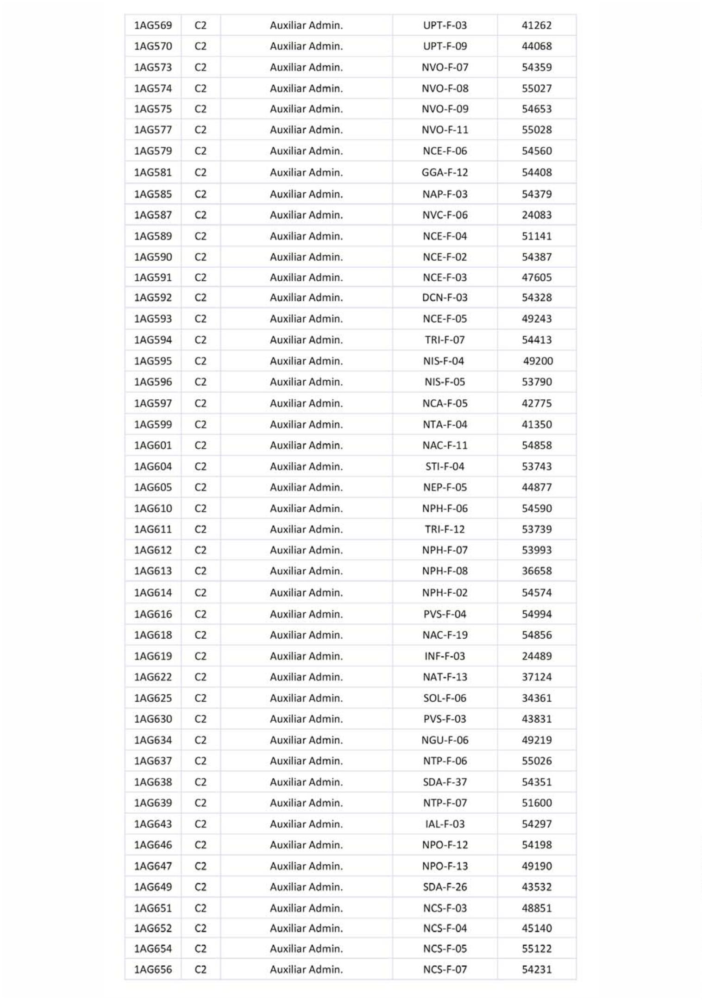 1AG569 C2 Auxiliar Admin. UPT-F-03 41262
1AG570 C2 Auxiliar Admin. UPT-F-09 44068
1AG573 C2 Auxiliar Admin. NVO-F-07 54359
1AG574 C2 Auxiliar Admin. NVO-F-08 55027
1AG575 C2 Auxiliar Admin. NVO-F-09 54653
1AG577 C2 Auxiliar Admin. NVO-F-11 55028
1AG579 C2 Auxiliar Admin. NCE-F-06 54560
1AG581 C2 Auxiliar Admin. GGA-F-12 54408
1AG585 C2 Auxiliar Admin. NAP-F-03 54379
1AG587 C2 Auxiliar Admin. NVC-F-06 24083
1AG589 C2 Auxiliar Admin. NCE-F-04 51141
1AG590 C2 Auxiliar Admin. NCE-F-02 54387
1AG591 C2 Auxiliar Admin. NCE-F-03 47605
1AG592 C2 Auxiliar Admin. DCN-F-03 54328
1AG593 C2 Auxiliar Admin. NCE-F-05 49243
1AG594 C2 Auxiliar Admin. TRI-F-07 54413
1AG595 C2 Auxiliar Admin. NIS-F-04 49200
1AG596 C2 Auxiliar Admin. NIS-F-05 53790
1AG597 C2 Auxiliar Admin. NCA-F-05 42775
1AG599 C2 Auxiliar Admin. NTA-F-04 41350
1AG601 C2 Auxiliar Admin. NAC-F-11 54858
1AG604 C2 Auxiliar Admin. STI-F-04 53743
1AG605 C2 Auxiliar Admin. NEP-F-05 44877
1AG610 C2 Auxiliar Admin. NPH-F-06 54590
1AG611 C2 Auxiliar Admin. TRI-F-12 53739
1AG612 C2 Auxiliar Admin. NPH-F-07 53993
1AG613 C2 Auxiliar Admin. NPH-F-08 36658
1AG614 C2 Auxiliar Admin. NPH-F-02 54574
1AG616 C2 Auxiliar Admin. PVS-F-04 54994
1AG618 C2 Auxiliar Admin. NAC-F-19 54856
1AG619 C2 Auxiliar Admin. INF-F-03 24489
1AG622 C2 Auxiliar Admin. NAT-F-13 37124
1AG625 C2 Auxiliar Admin. SOL-F-06 34361
1AG630 C2 Auxiliar Admin. PVS-F-03 43831
1AG634 C2 Auxiliar Admin. NGU-F-06 49219
1AG637 C2 Auxiliar Admin. NTP-F-06 55026
1AG638 C2 Auxiliar Admin. SDA-F-37 54351
1AG639 C2 Auxiliar Admin. NTP-F-07 51600
1AG643 C2 Auxiliar Admin. IAL-F-03 54297
1AG646 C2 Auxiliar Admin. NPO-F-12 54198
1AG647 C2 Auxiliar Admin. NPO-F-13 49190
1AG649 C2 Auxiliar Admin. SDA-F-26 43532
1AG651 C2 Auxiliar Admin. NCS-F-03 48851
1AG652 C2 Auxiliar Admin. NCS-F-04 45140
1AG654 C2 Auxiliar Admin. NCS-F-05 55122
1AG656 C2 Auxiliar Admin. NCS-F-07 54231